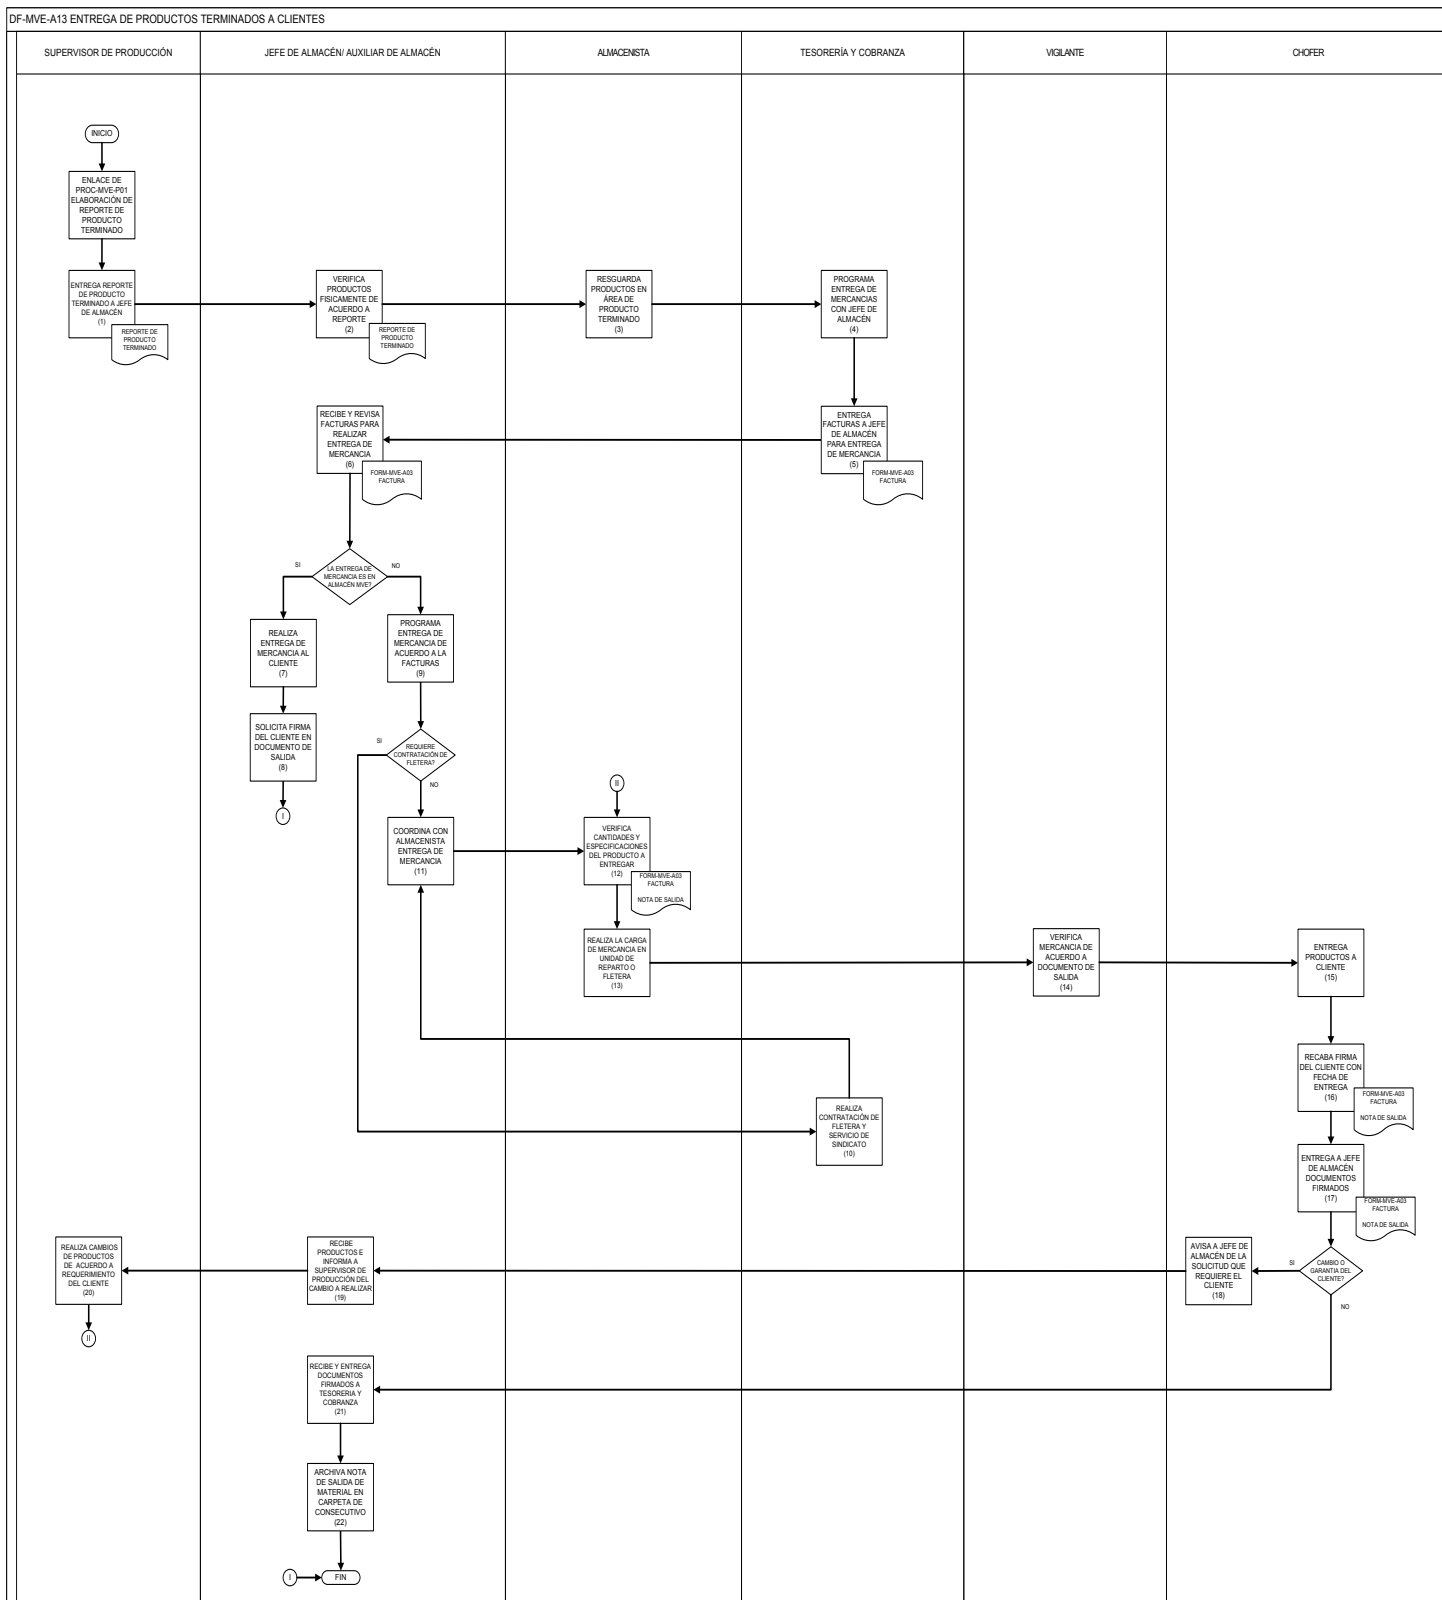 DF-MVE-A13 ENTREGA DE PRODUCTOS TERMINADOS A CLIENTES
SUPERVISOR DE PRODUCCIÓN
JEFE DE ALMACÉN/ AUXILIAR DE ALMACÉN
ALMACENISTA
TESORERÍA Y COBRANZA
VIGILANTE
CHOFER
INICIO
ENLACE DE
PROC-MVE-P01
ELABORACIÓN DE
REPORTE DE
PRODUCTO
TERMINADO
ENTREGA REPORTE
DE PRODUCTO
TERMINADO A JEFE
DE ALMACÉN
(1)
REPORTE DE
PRODUCTO
TERMINADO
VERIFICA
PRODUCTOS
FISICAMENTE DE
ACUERDO A
REPORTE
(2)
REPORTE DE
PRODUCTO
TERMINADO
RESGUARDA
PRODUCTOS EN
ÁREA DE
PRODUCTO
TERMINADO
(3)
PROGRAMA
ENTREGA DE
MERCANCIAS
CON JEFE DE
ALMACÉN
(4)
ENTREGA
FACTURAS A JEFE
DE ALMACÉN
PARA ENTREGA
DE MERCANCIA
(5)
FORM-MVE-A03
FACTURA
RECIBE Y REVISA
FACTURAS PARA
REALIZAR
ENTREGA DE
MERCANCIA
(6)
FORM-MVE-A03
FACTURA
LA ENTREGA DE
MERCANCIA ES EN
ALMACÉN MVE?
SI
NO
REALIZA
ENTREGA DE
MERCANCIA AL
CLIENTE
(7)
SOLICITA FIRMA
DEL CLIENTE EN
DOCUMENTO DE
SALIDA
(8)
I
PROGRAMA
ENTREGA DE
MERCANCIA DE
ACUERDO A LA
FACTURAS
(9)
REQUIERE
CONTRATACIÓN DE
FLETERA?
SI
NO
COORDINA CON
ALMACENISTA
ENTREGA DE
MERCANCIA
(11)
II
VERIFICA
CANTIDADES Y
ESPECIFICACIONES
DEL PRODUCTO A
ENTREGAR
(12)
FORM-MVE-A03
FACTURA
NOTA DE SALIDA
REALIZA LA CARGA
DE MERCANCIA EN
UNIDAD DE
REPARTO O
FLETERA
(13)
VERIFICA
MERCANCIA DE
ACUERDO A
DOCUMENTO DE
SALIDA
(14)
ENTREGA
PRODUCTOS A
CLIENTE
(15)
RECABA FIRMA
DEL CLIENTE CON
FECHA DE
ENTREGA
(16)
FORM-MVE-A03
FACTURA
NOTA DE SALIDA
REALIZA
CONTRATACIÓN DE
FLETERA Y
SERVICIO DE
SINDICATO
(10)
ENTREGA A JEFE
DE ALMACÉN
DOCUMENTOS
FIRMADOS
(17)
FORM-MVE-A03
FACTURA
NOTA DE SALIDA
CAMBIO O
GARANTIA DEL
CLIENTE?
SI
NO
AVISA A JEFE DE
ALMACÉN DE LA
SOLICITUD QUE
REQUIERE EL
CLIENTE
(18)
RECIBE
PRODUCTOS E
INFORMA A
SUPERVISOR DE
PRODUCCIÓN DEL
CAMBIO A REALIZAR
(19)
REALIZA CAMBIOS
DE PRODUCTOS
DE ACUERDO A
REQUERIMIENTO
DEL CLIENTE
(20)
II
RECIBE Y ENTREGA
DOCUMENTOS
FIRMADOS A
TESORERIA Y
COBRANZA
(21)
ARCHIVA NOTA
DE SALIDA DE
MATERIAL EN
CARPETA DE
CONSECUTIVO
(22)
I
FIN